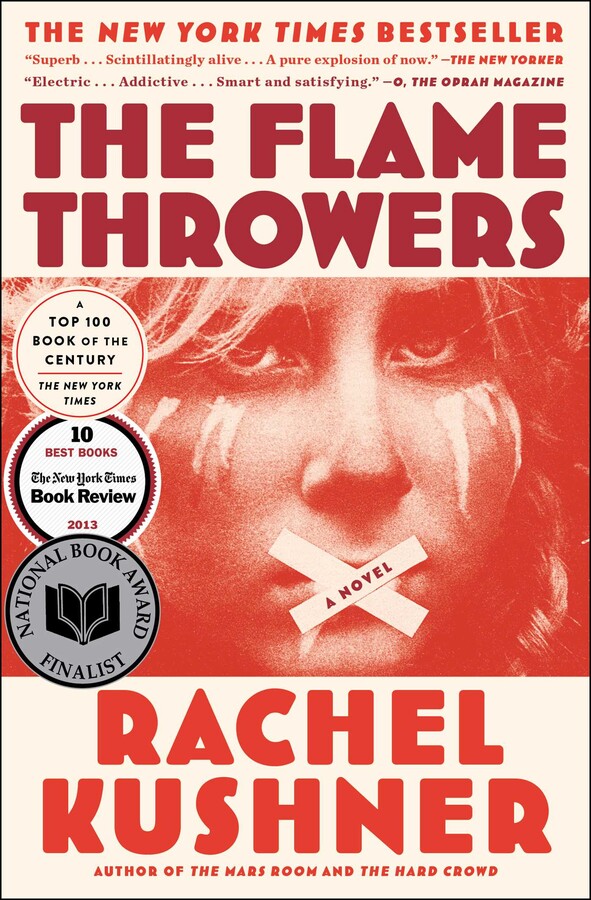 THE NEW YORK TIMES BESTSELLER
“Superb . . . Scintillatingly alive . . . A pure explosion of now.” —THE NEW YORKER
“Electric . . . Addictive . . . Smart and satisfying.” —O, THE OPRAH MAGAZINE
THE FLAME
THROWERS
A
TOP 100
BOOK OF THE
CENTURY
THE NEW YORK
TIMES
10
BEST BOOKS
The New York Times
Book Review
2013
NATIONAL BOOK AWARD
FINALIST
A NOVEL
RACHEL
KUSHNER
AUTHOR OF THE MARS ROOM AND THE HARD CROWD